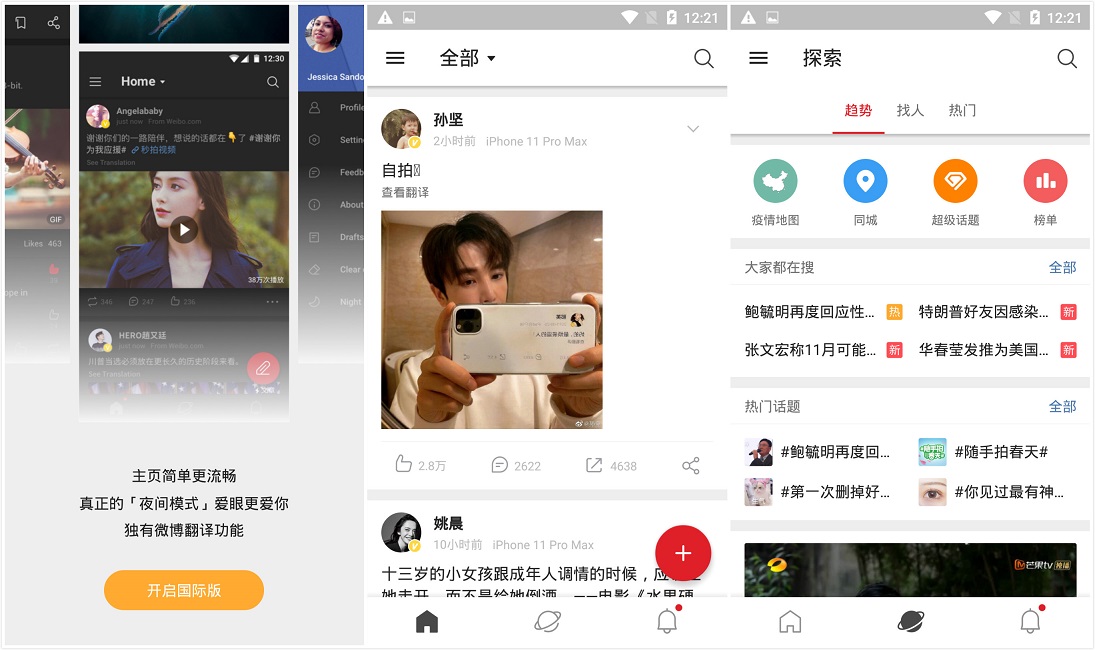 3-bit.
GIF
Likes. 463
ope in
12:30
Home
Angelababy
just now · From Weibo.com
谢谢你们的一路陪伴，想说的话都在👇了 #谢谢你
为我应援# 秒拍视频
See Translation
38万次播放
346
247
236
HERO趙又廷
just now · From Weibo.com
川普当选必须放在更长久的历史阶段来看。
See Translation
Jessica Sando
Profile
Setting
Feedb
About
Drafts
Clear
Night
主页简单更流畅
真正的「夜间模式」爱眼更爱你
独有微博翻译功能
开启国际版
12:21
全部
孙坚
2小时前 iPhone 11 Pro Max
自拍
查看翻译
2.8万
2622
4638
姚晨
10小时前 iPhone 11 Pro Max
十三岁的小女孩跟成年人调情的时候，应
她走开，而不是给她倒酒。——电影《水果硬
12:21
探索
趋势
找人
热门
疫情地图
同城
超级话题
榜单
大家都在搜
全部
鲍毓明再度回应性...
热
特朗普好友因感染...
新
张文宏称11月可能...
新
华春莹发推为美国...
新
热门话题
全部
#鲍毓明再度回...
#随手拍春天#
#第一次删掉好...
#你见过最有神...
芒果tv